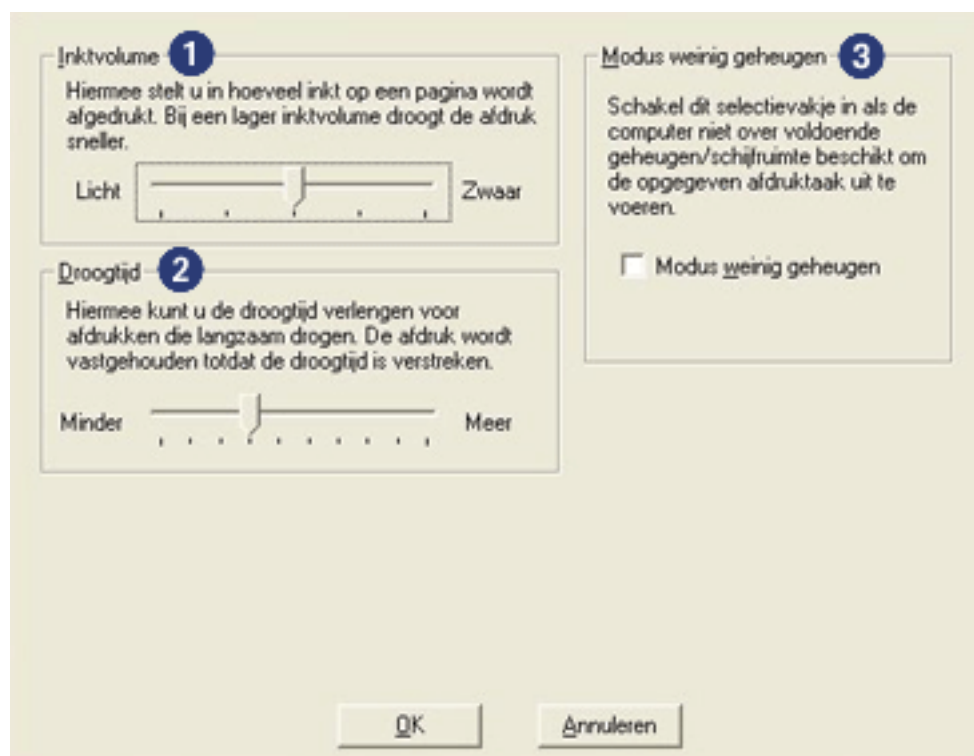 Inktvolume 1
Hiermee stelt u in hoeveel inkt op een pagina wordt
afgedrukt. Bij een lager inktvolume droogt de afdruk
sneller.
Licht Zwaar
Droogtijd 2
Hiermee kunt u de droogtijd verlengen voor
afdrukken die langzaam drogen. De afdruk wordt
vastgehouden totdat de droogtijd is verstreken.
Minder Meer
Modus weinig geheugen 3
Schakel dit selectievakje in als de
computer niet over voldoende
geheugen/schijfruimte beschikt om
de opgegeven afdruktaak uit te
voeren.
Modus weinig geheugen
OK Annuleren